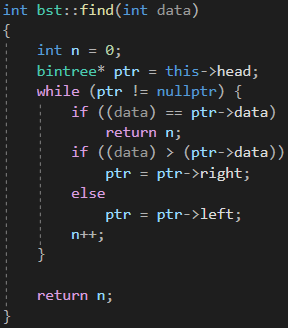 int bst::find(int data)
{
    int n = 0;
    bintree* ptr = this->head;
    while (ptr != nullptr) {
        if ((data) == ptr->data)
            return n;
        if ((data) > (ptr->data))
            ptr = ptr->right;
        else
            ptr = ptr->left;
        n++;
    }

    return n;
}